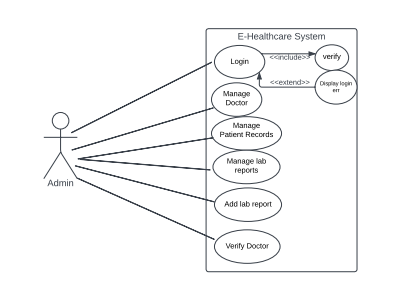 E-Healthcare System
Login
<<include>>
verify
<<extend>>
Display login
err
Manage
Doctor
Manage
Patient Records
Manage lab
reports
Admin
Add lab report
Verify Doctor